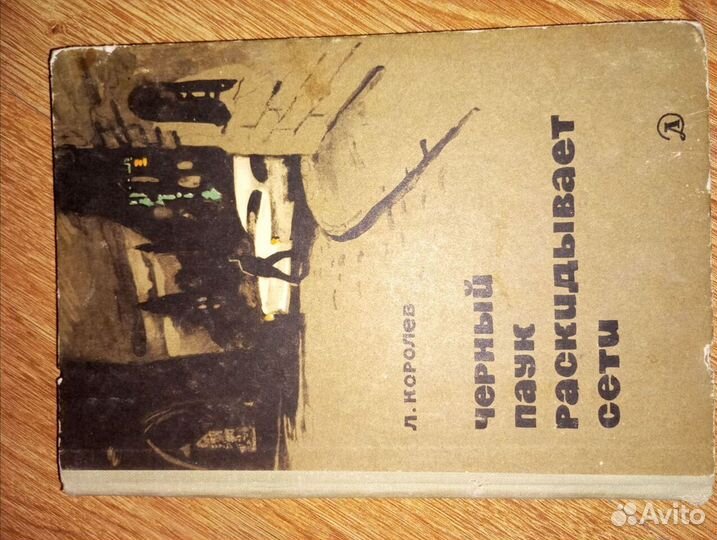 Л. КОРОЛЕВ
ЧЕРНЫЙ
ПАУК
РАСКИДЫВАЕТ
СЕТИ
Д
Avito